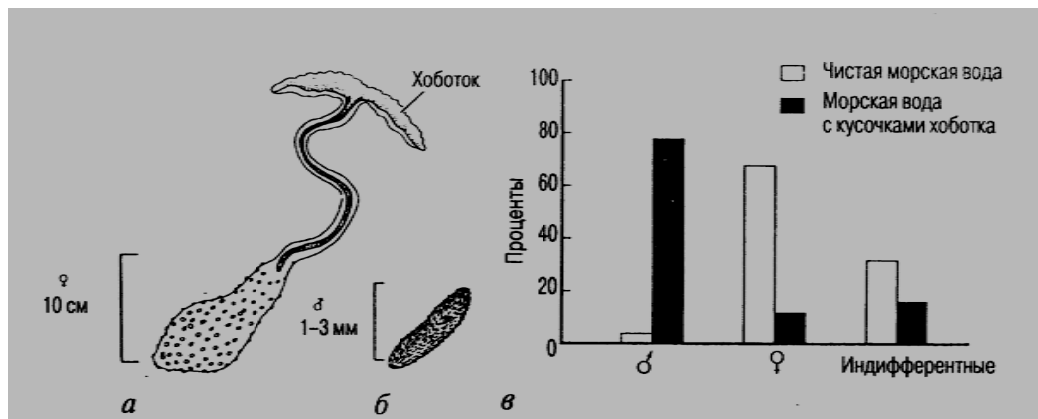 Хоботок
♀
10 см
♂
1–3 мм
а
б
в
Проценты
100
80
60
40
20
0
Чистая морская вода
Морская вода
с кусочками хоботка
♂
♀
Индифферентные